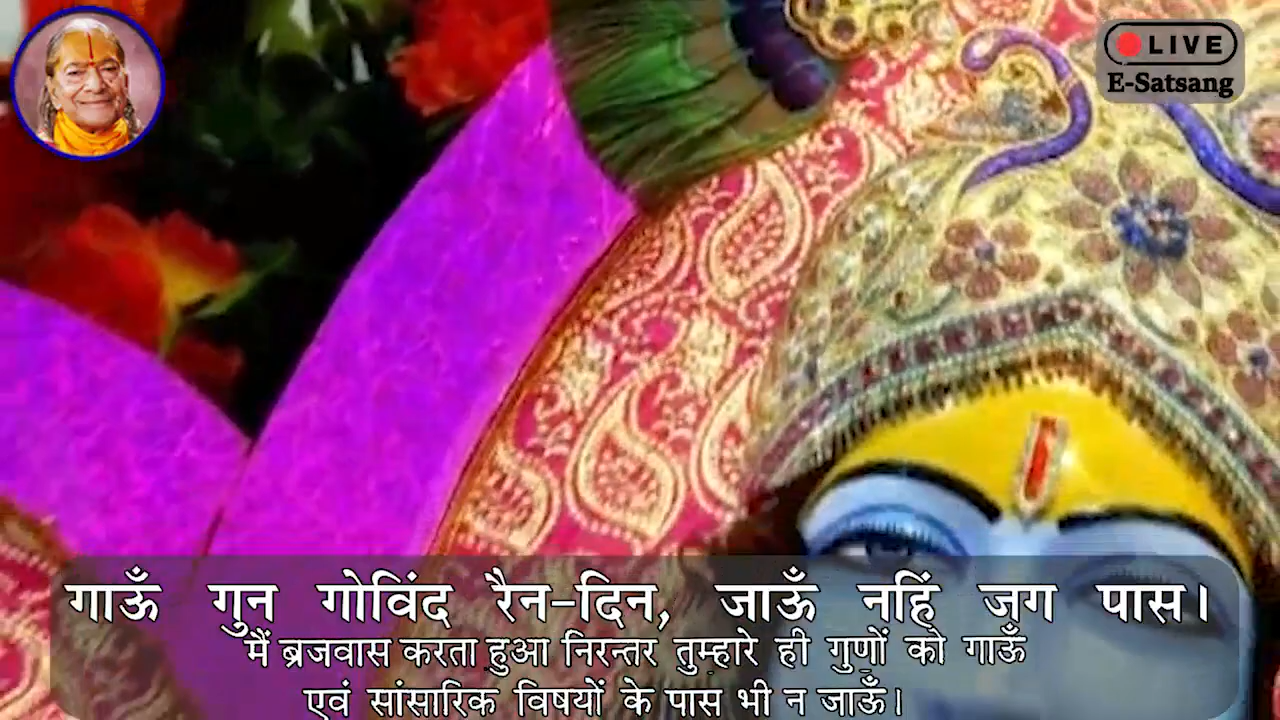 LIVE
E-Satsang
गाऊँ गुन गोविंद रैन-दिन, जाऊँ नहिं जग पास।
मैं ब्रजवास करता हुआ निरन्तर तुम्हारे ही गुणों को गाऊँ
एवं सांसारिक विषयों के पास भी न जाऊँ।